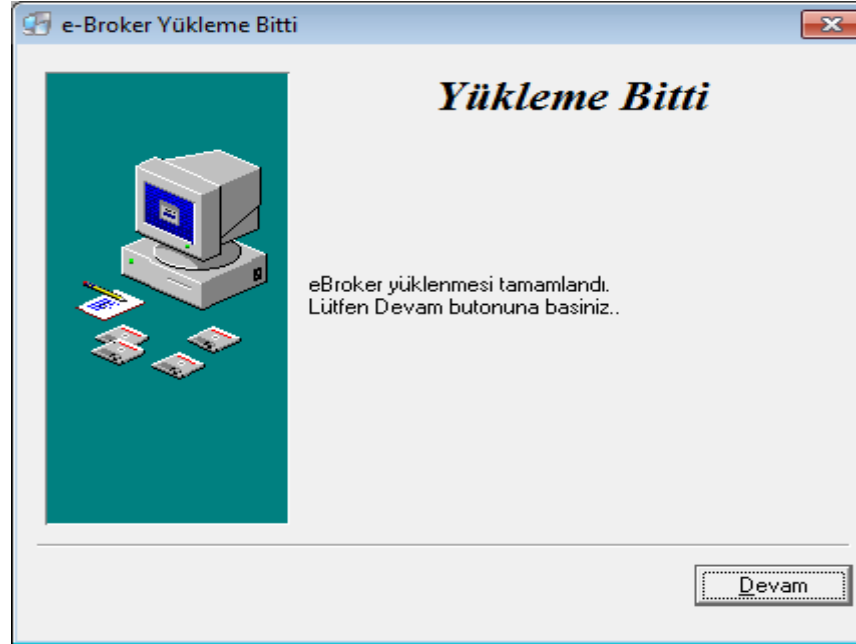 e-Broker Yükleme Bitti
Yükleme Bitti
eBroker yüklenmesi tamamlandı.
Lütfen Devam butonuna basiniz..
Devam